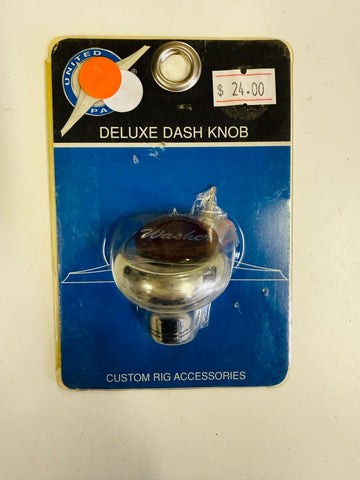 UNITED
PA
®
$ 24.00
DELUXE DASH KNOB
Washer
CUSTOM RIG ACCESSORIES